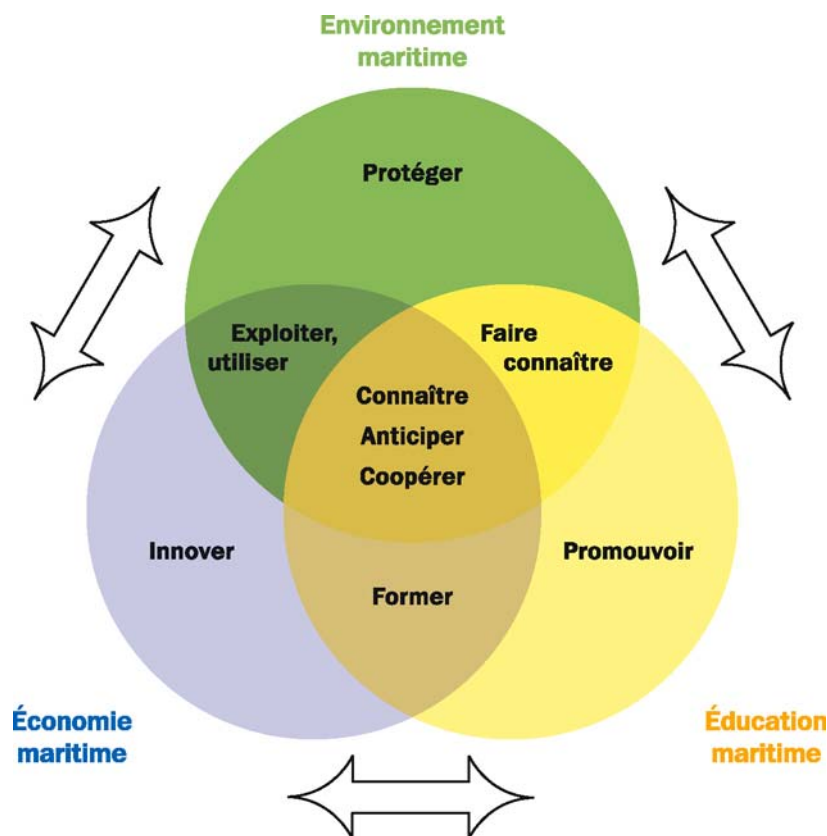 Environnement
maritime
Protéger
Exploiter,
utiliser
Faire
connaître
Connaître
Anticiper
Coopérer
Innover
Promouvoir
Former
Économie
maritime
Éducation
maritime